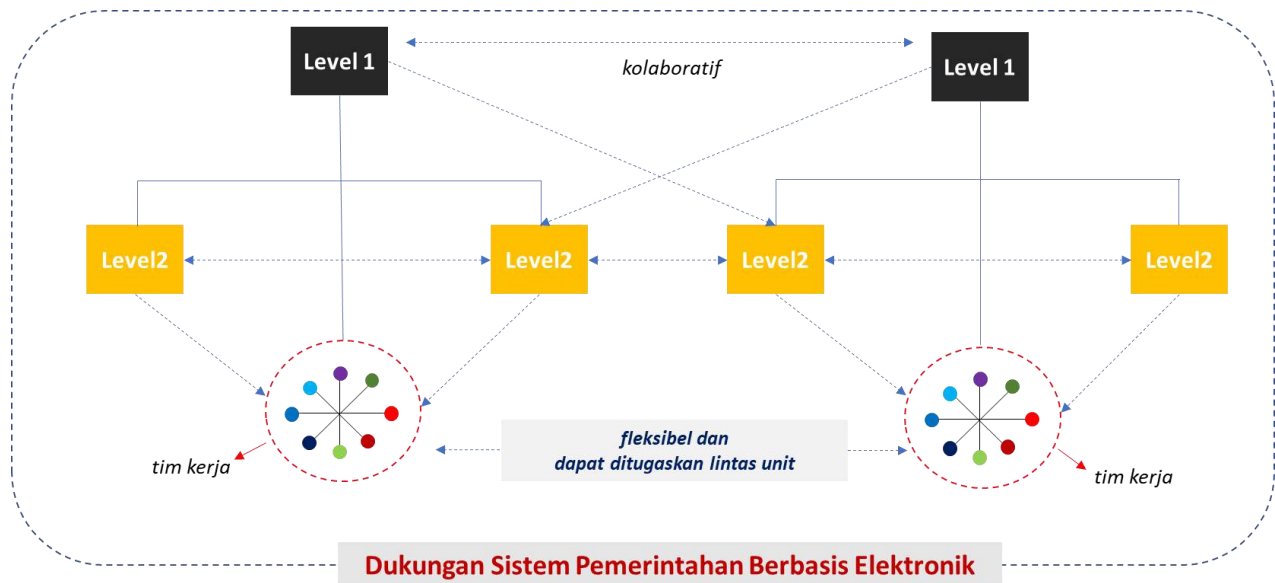 Level 1
Level 1
kolaboratif
Level2
Level2
Level2
Level2
fleksibel dan
dapat ditugaskan lintas unit
tim kerja
tim kerja
Dukungan Sistem Pemerintahan Berbasis Elektronik